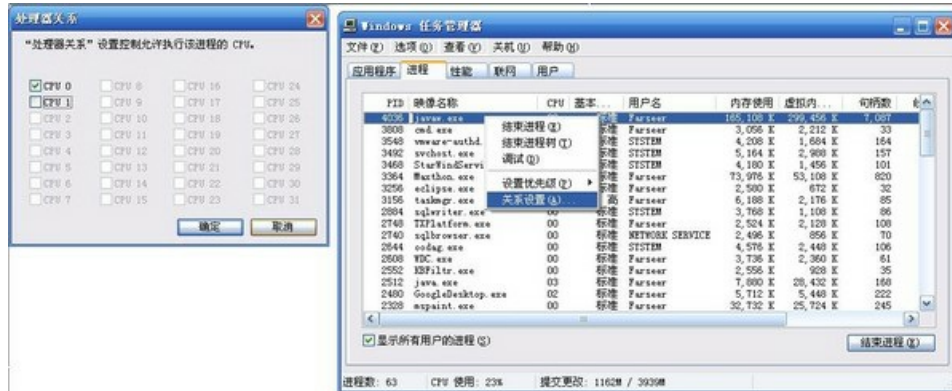 处理器关系
“处理器关系”设置控制允许执行该进程的 CPU。
CPU 0 CPU 8 CPU 16 CPU 24
CPU 1 CPU 9 CPU 17 CPU 25
CPU 2 CPU 10 CPU 18 CPU 26
CPU 3 CPU 11 CPU 19 CPU 27
CPU 4 CPU 12 CPU 20 CPU 28
CPU 5 CPU 13 CPU 21 CPU 29
CPU 6 CPU 14 CPU 22 CPU 30
CPU 7 CPU 15 CPU 23 CPU 31
确定 取消
Windows 任务管理器
文件(F) 选项(O) 查看(V) 关机(U) 帮助(H)
应用程序 进程 性能 联网 用户
PID 映像名称 CPU 基本... 用户名 内存使用 虚拟内... 句柄数
4036 javaw.exe 标准 Farseer 165,108 K 299,456 K 7,087
3808 cmd.exe 标准 Farseer 3,056 K 2,212 K 33
3548 vmware-authd. 标准 SYSTEM 4,208 K 1,684 K 164
3492 svchost.exe 标准 SYSTEM 5,164 K 2,988 K 157
3468 StarWindServi 标准 SYSTEM 4,180 K 1,456 K 101
3364 Maxthon.exe 标准 Farseer 73,976 K 53,108 K 820
3256 eclipse.exe 标准 Farseer 2,580 K 672 K 32
3156 taskmgr.exe 高 Farseer 6,188 K 2,176 K 85
2884 sqlwriter.exe 00 标准 SYSTEM 3,768 K 1,108 K 86
2748 TXPlatform.exe 00 标准 Farseer 2,524 K 2,128 K 108
2740 sqlbrowser.exe 00 标准 NETWORK SERVICE 2,496 K 856 K 70
2644 oodag.exe 00 标准 SYSTEM 4,576 K 2,448 K 106
2608 WDC.exe 00 标准 Farseer 3,736 K 2,360 K 61
2552 KBFiltr.exe 00 标准 Farseer 2,556 K 928 K 35
2512 java.exe 03 标准 Farseer 7,880 K 28,432 K 168
2480 GoogleDesktop.exe 02 标准 Farseer 5,712 K 5,448 K 222
2328 mspaint.exe 00 标准 Farseer 32,732 K 25,724 K 245
结束进程(E)
结束进程树(T)
调试(D)
设置优先级(P)
关系设置(A)...
显示所有用户的进程(S)
结束进程(E)
进程数: 63 CPU 使用: 23% 提交更改: 1162M / 3939M